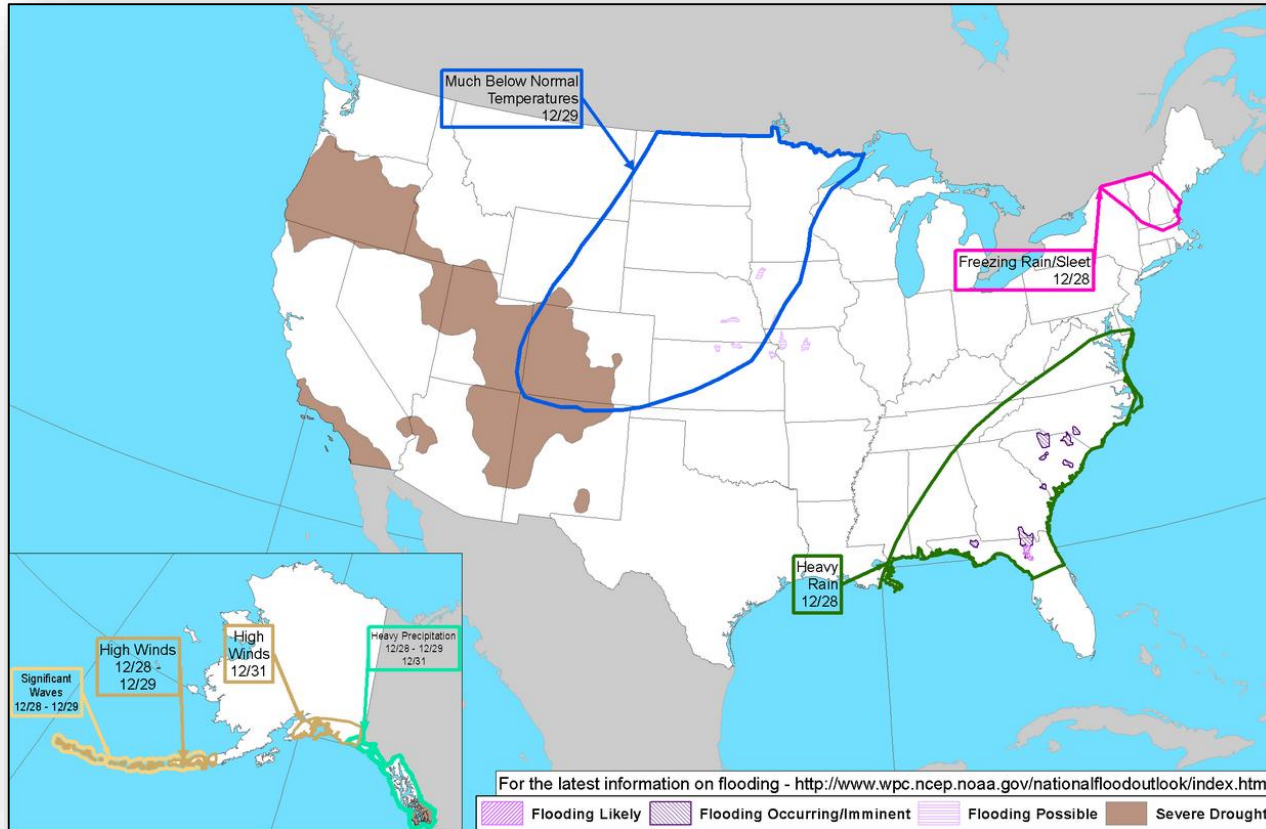 Much Below Normal
Temperatures
12/29
Freezing Rain/Sleet
12/28
Heavy
Rain
12/28
High Winds
12/28 -
12/29
High
Winds
12/31
Heavy Precipitation
12/28 - 12/29
12/31
Significant
Waves
12/28 - 12/29
For the latest information on flooding - http://www.wpc.ncep.noaa.gov/nationalfloodoutlook/index.htm
Flooding Likely
Flooding Occurring/Imminent
Flooding Possible
Severe Drought